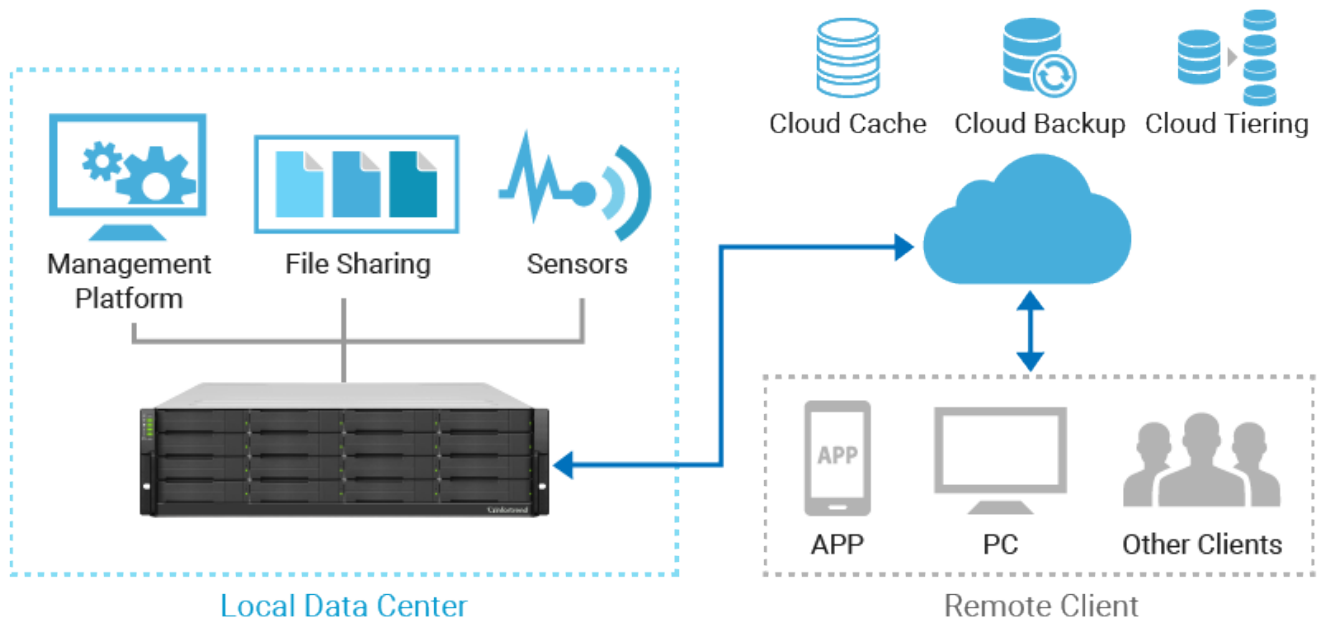 Cloud Cache
Cloud Backup
Cloud Tiering
Management
Platform
File Sharing
Sensors
Infortrend
APP
APP
PC
Other Clients
Local Data Center
Remote Client